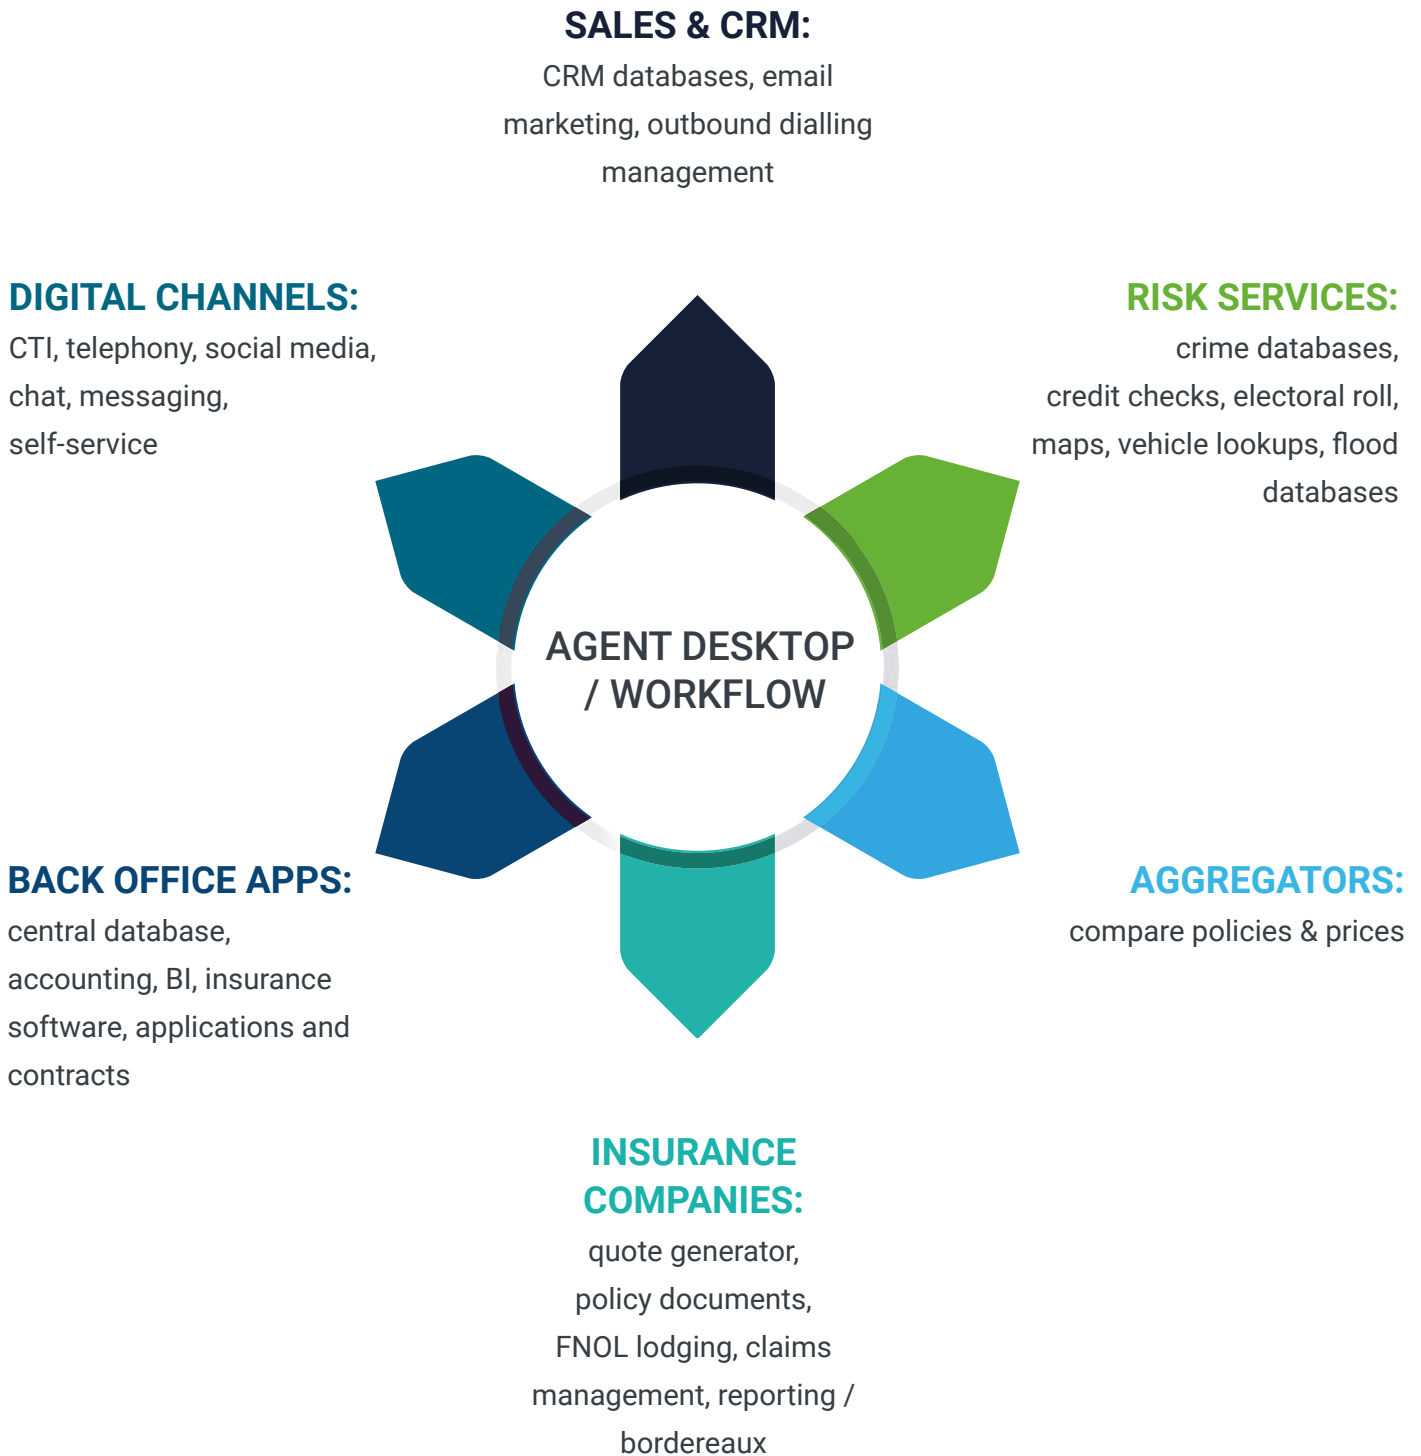 SALES & CRM:
CRM databases, email
marketing, outbound dialling
management
DIGITAL CHANNELS:
CTI, telephony, social media,
chat, messaging,
self-service
RISK SERVICES:
crime databases,
credit checks, electoral roll,
maps, vehicle lookups, flood
databases
AGENT DESKTOP
/ WORKFLOW
BACK OFFICE APPS:
central database,
accounting, BI, insurance
software, applications and
contracts
AGGREGATORS:
compare policies & prices
INSURANCE
COMPANIES:
quote generator,
policy documents,
FNOL lodging, claims
management, reporting /
bordereaux